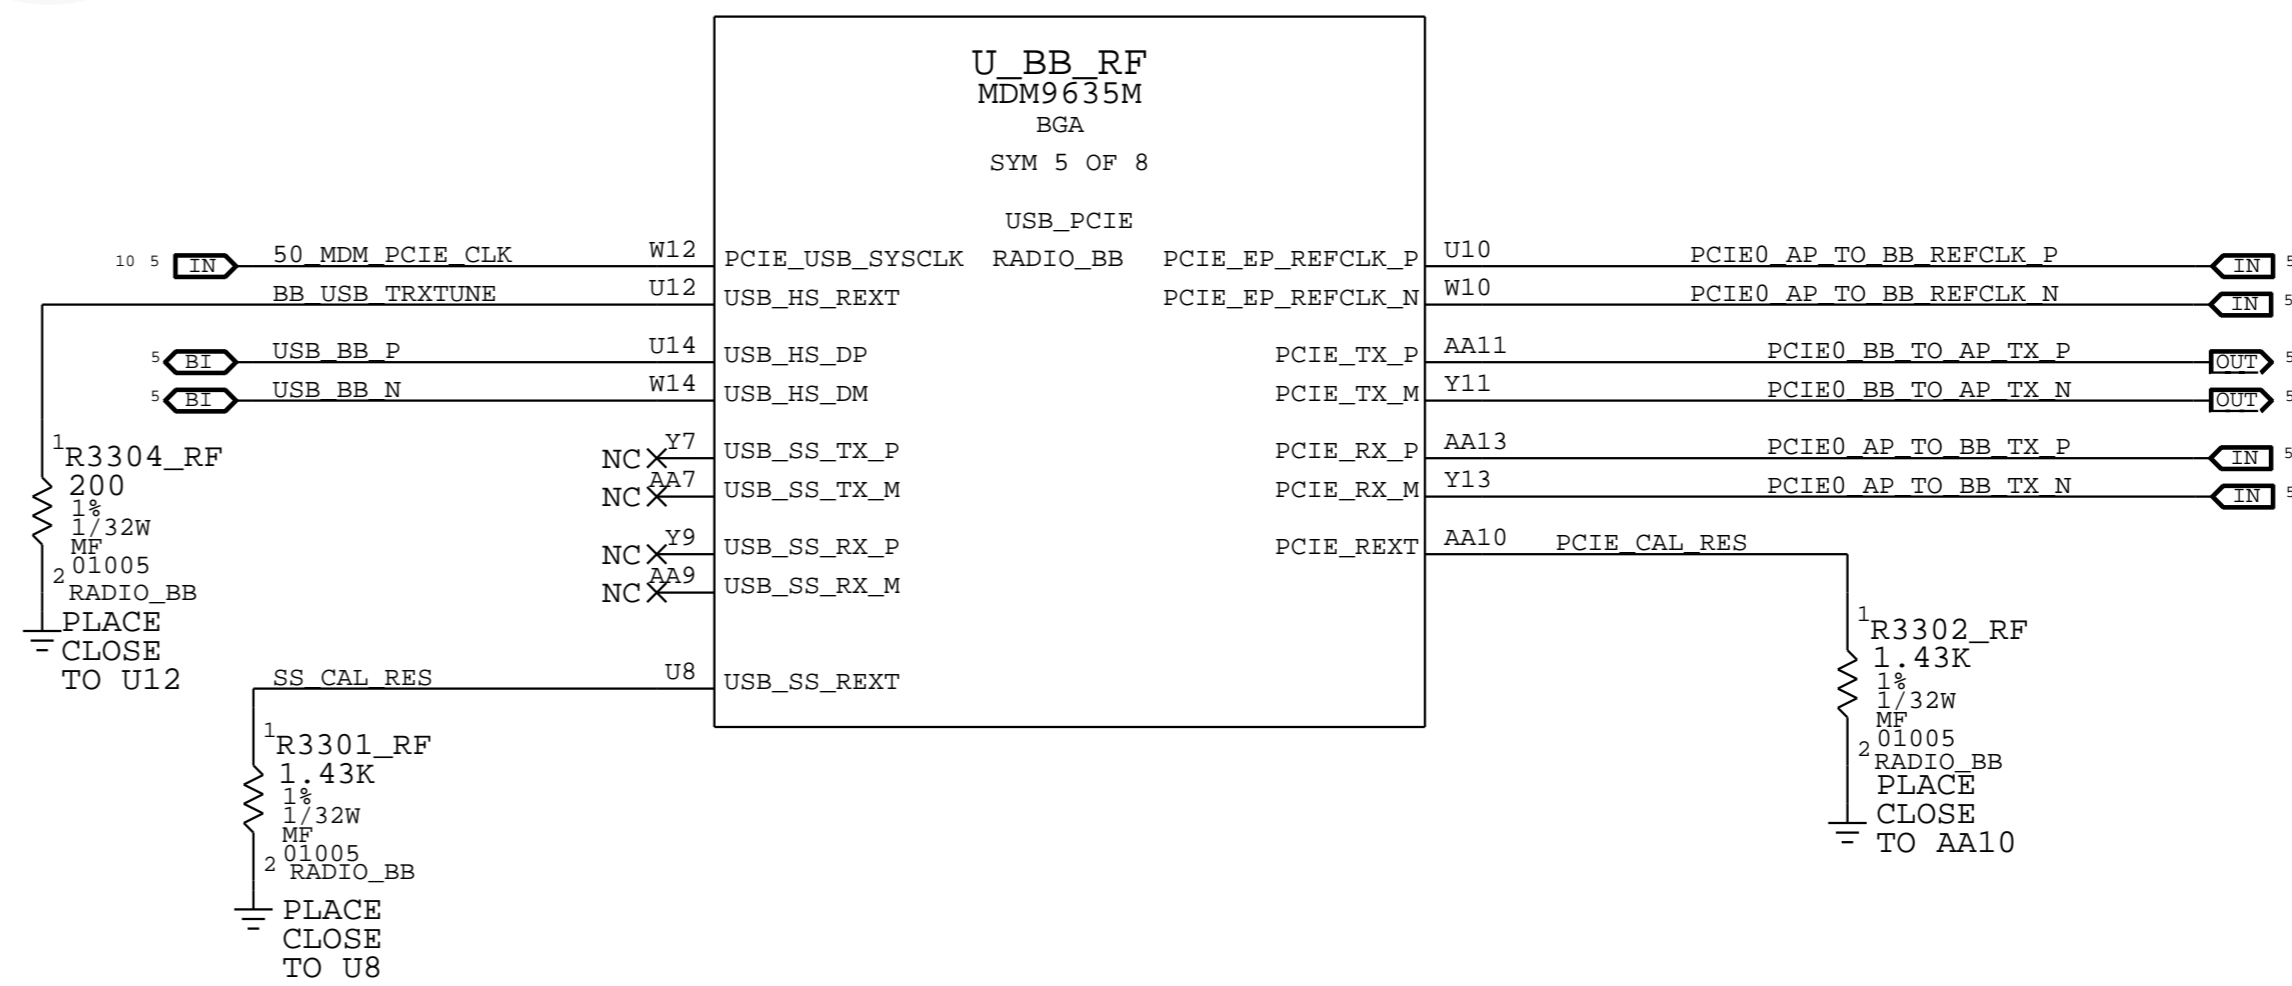 U_BB_RF
MDM9635M
BGA
SYM 5 OF 8
USB_PCIE
RADIO_BB
10 5 IN 50_MDM_PCIE_CLK W12 PCIE_USB_SYSCLK
BB_USB_TRXTUNE U12 USB_HS_REXT
5 BI USB_BB_P U14 USB_HS_DP
5 BI USB_BB_N W14 USB_HS_DM
NC Y7 USB_SS_TX_P
NC AA7 USB_SS_TX_M
NC Y9 USB_SS_RX_P
NC AA9 USB_SS_RX_M
SS_CAL_RES U8 USB_SS_REXT
PCIE_EP_REFCLK_P U10 PCIE0_AP_TO_BB_REFCLK_P IN 5
PCIE_EP_REFCLK_N W10 PCIE0_AP_TO_BB_REFCLK_N IN 5
PCIE_TX_P AA11 PCIE0_BB_TO_AP_TX_P OUT 5
PCIE_TX_M Y11 PCIE0_BB_TO_AP_TX_N OUT 5
PCIE_RX_P AA13 PCIE0_AP_TO_BB_TX_P IN 5
PCIE_RX_M Y13 PCIE0_AP_TO_BB_TX_N IN 5
PCIE_REXT AA10 PCIE_CAL_RES
1
R3304_RF
200
1%
1/32W
MF
01005
2
RADIO_BB
PLACE
CLOSE
TO U12
1
R3301_RF
1.43K
1%
1/32W
MF
01005
2
RADIO_BB
PLACE
CLOSE
TO U8
1
R3302_RF
1.43K
1%
1/32W
MF
01005
2
RADIO_BB
PLACE
CLOSE
TO AA10